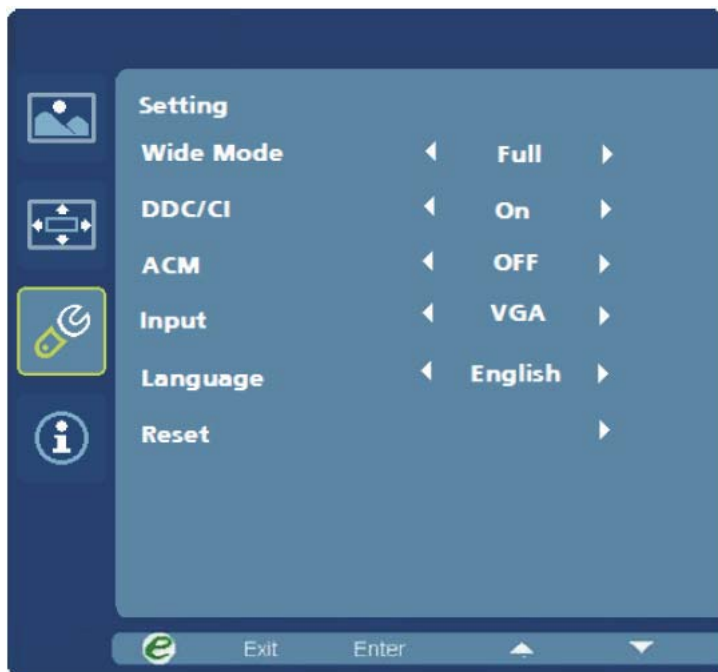 Setting
Wide Mode Full
DDC/CI On
ACM OFF
Input VGA
Language English
Reset
e Exit Enter